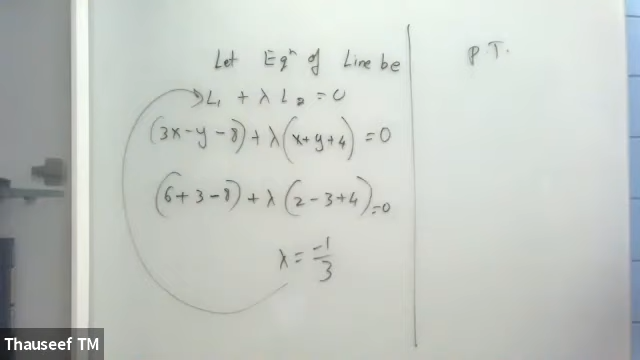 Let Eqⁿ of Line be
L₁ + λ L₂ = 0
(3x-y-8) + λ(x+y+4) = 0
(6+3-8) + λ(2-3+4) = 0
λ = -1/3
P T.
Thauseef TM